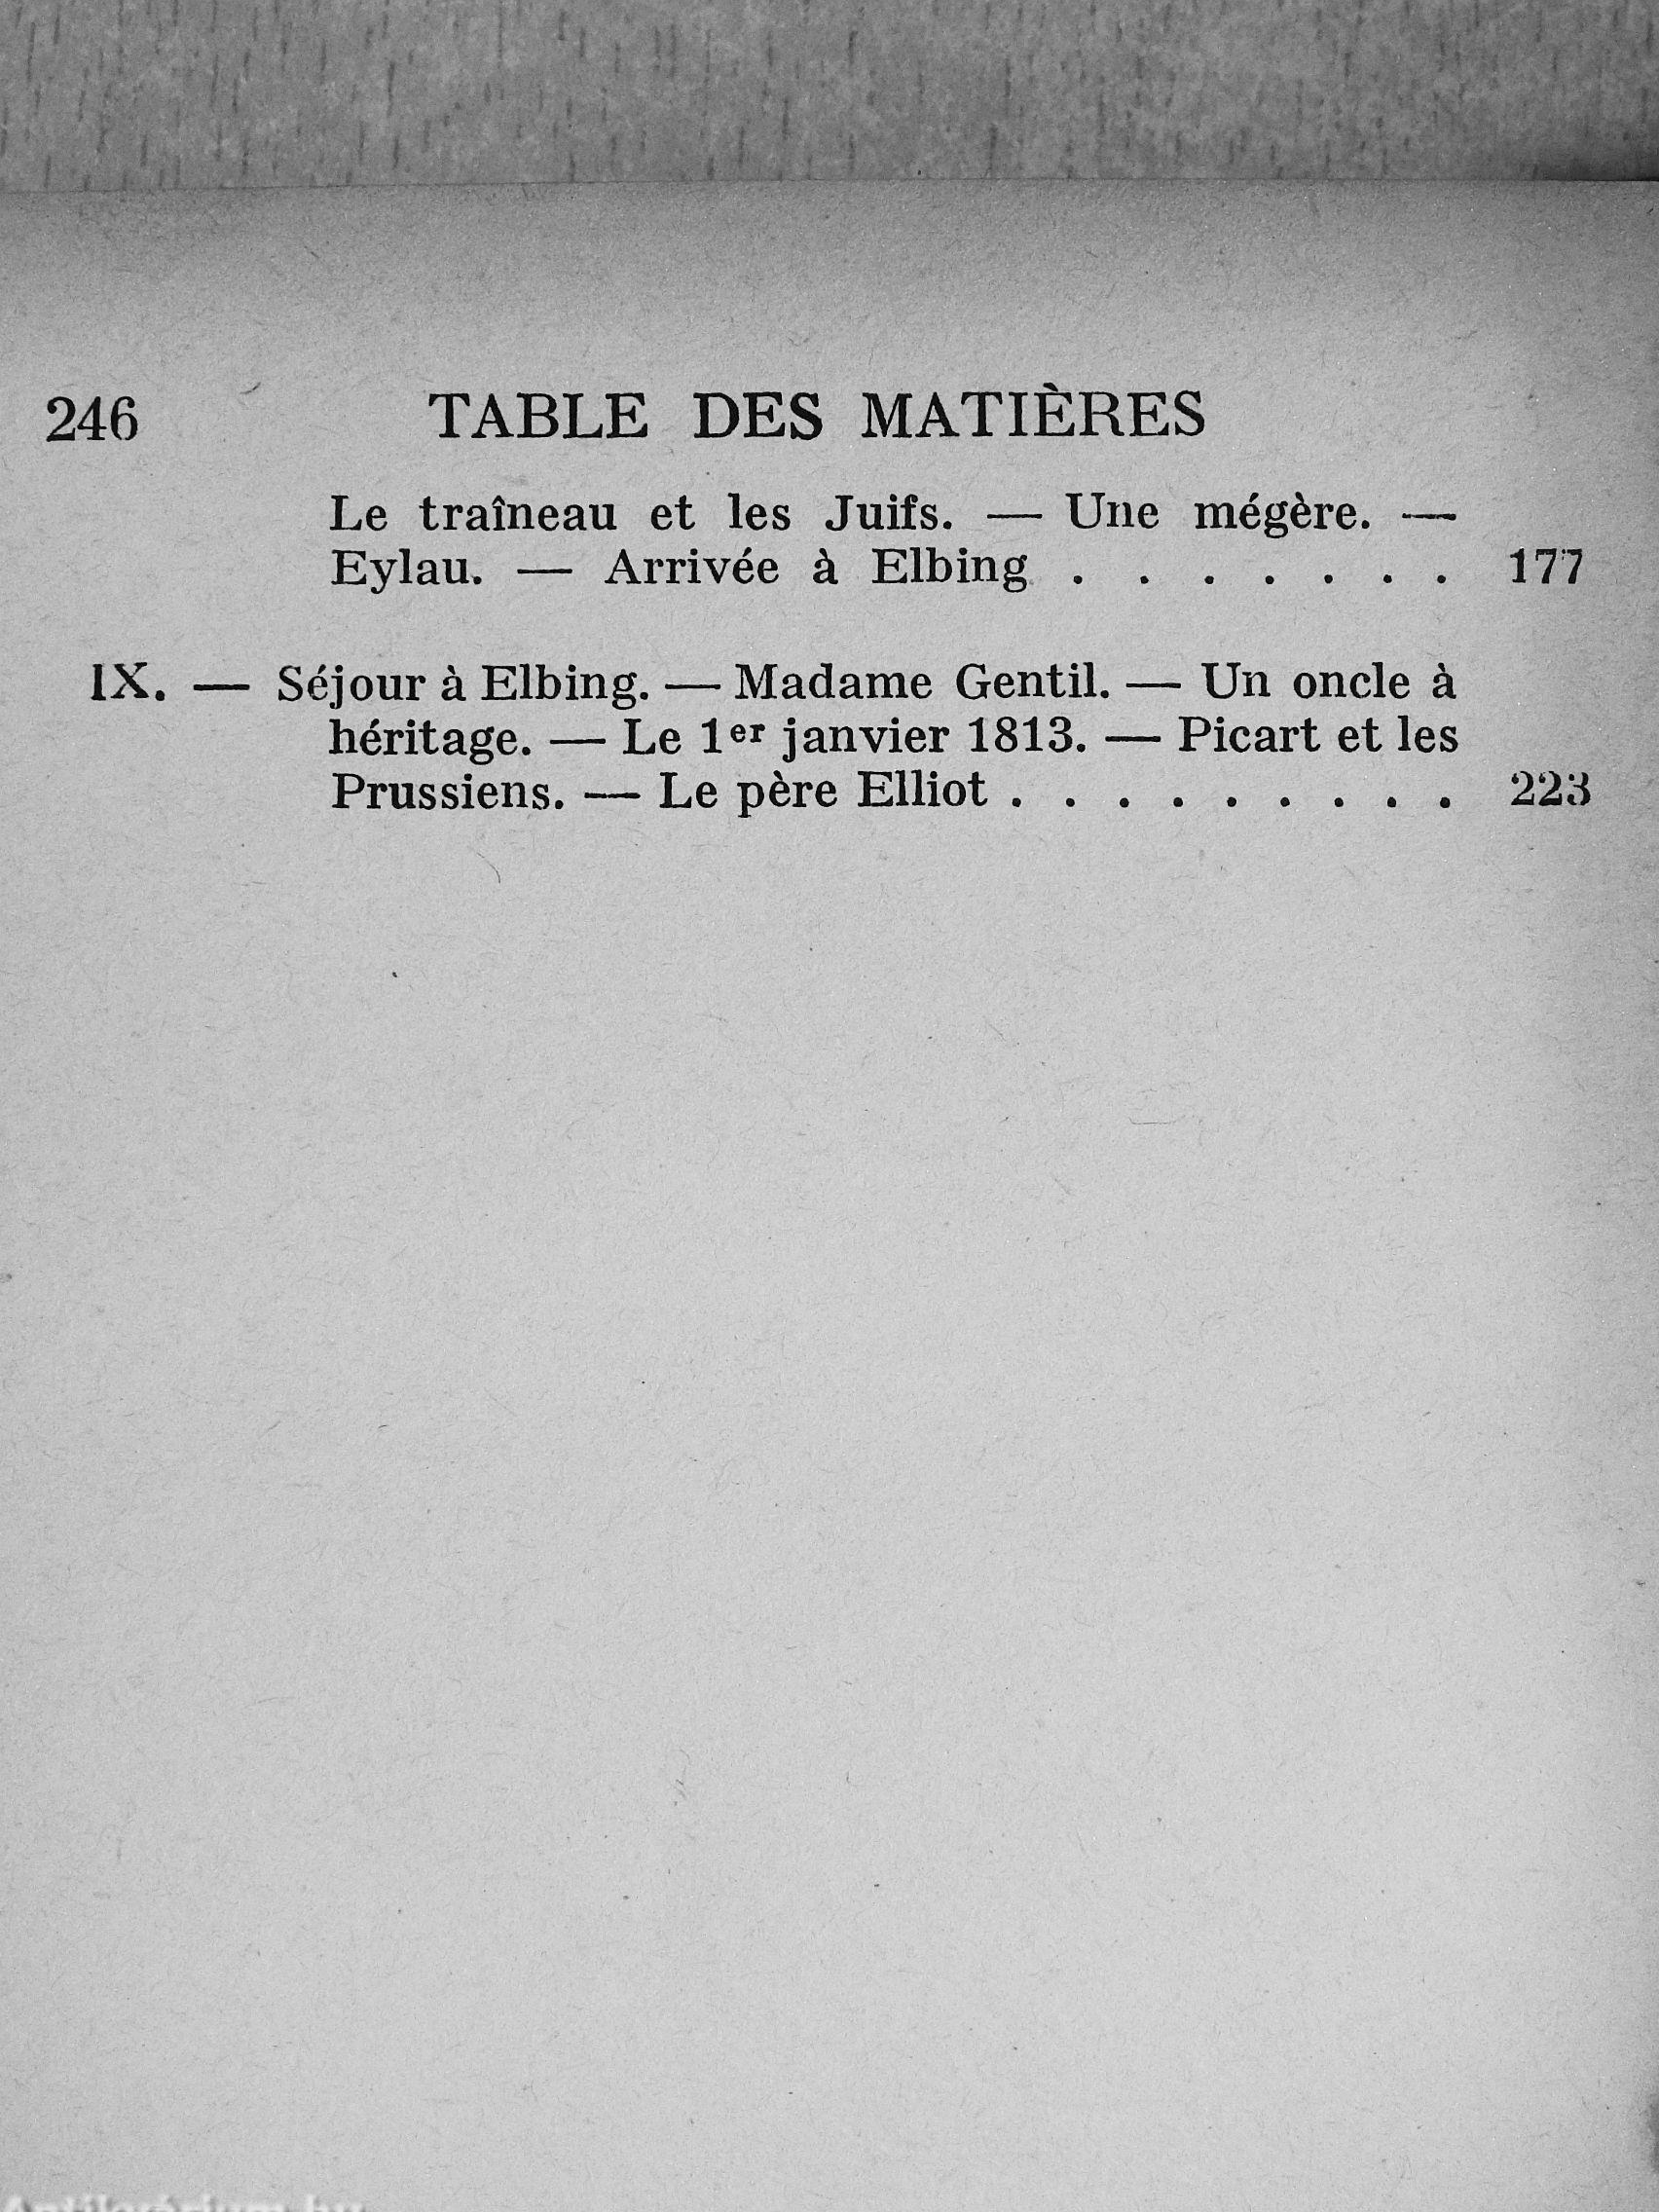 246 TABLE DES MATIÈRES
Le traîneau et les Juifs. — Une mégère. —
Eylau. — Arrivée à Elbing . . . . . . . 177
IX. — Séjour à Elbing. — Madame Gentil. — Un oncle à
héritage. — Le 1er janvier 1813. — Picart et les
Prussiens. — Le père Elliot . . . . . . . . . 223